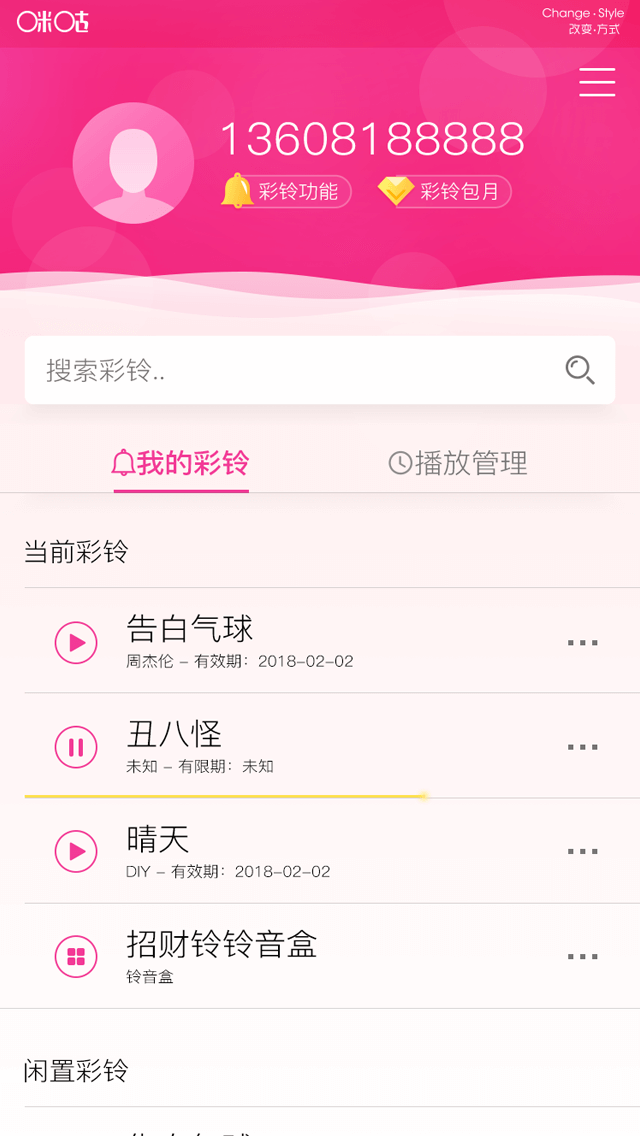 咪咕
Change · Style
改变·方式
13608188888
彩铃功能
彩铃包月
搜索彩铃..
我的彩铃
播放管理
当前彩铃
告白气球
周杰伦 – 有效期：2018-02-02
丑八怪
未知 – 有限期：未知
晴天
DIY – 有效期：2018-02-02
招财铃铃音盒
铃音盒
闲置彩铃